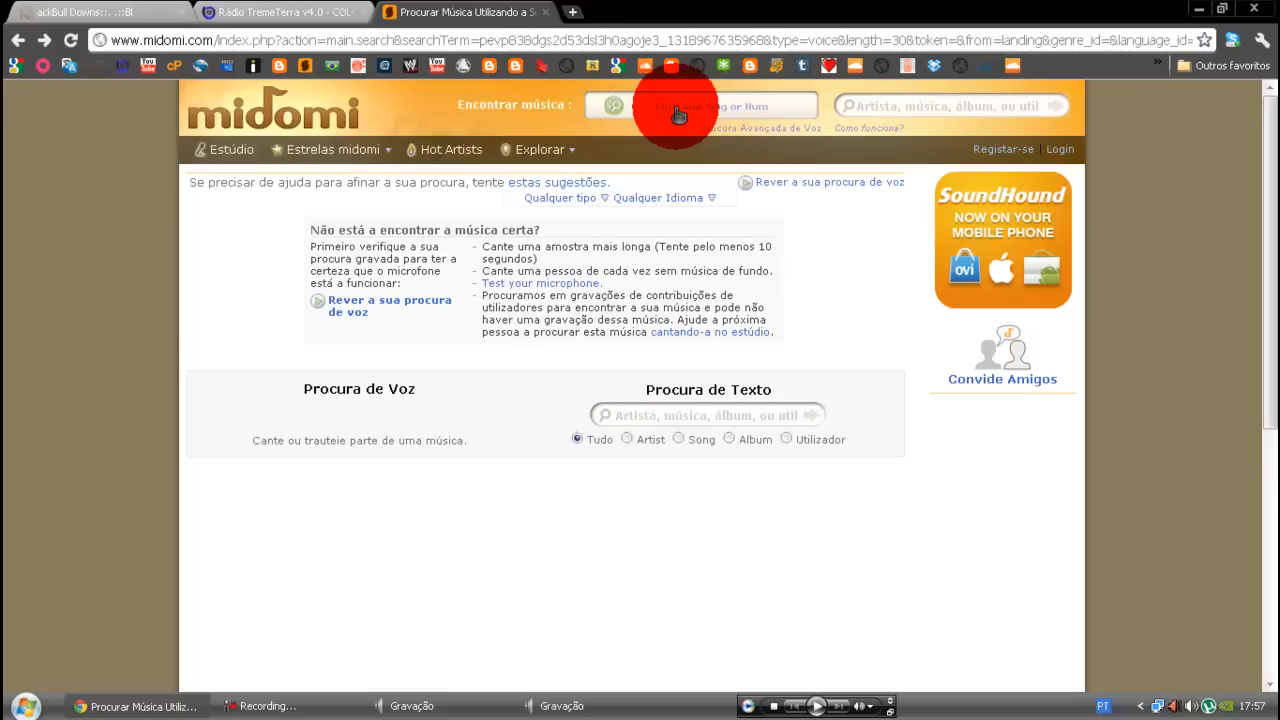 ackBull Downs::. .::Bl
Rádio TremeTerra v4.0 - COL
Procurar Música Utilizando a S
www.midomi.com/index.php?action=main.search&searchTerm=pevp838dgs2d53dsl3h0agoje3_1318967635968&type=voice&length=30&token=&from=landing&genre_id=&language_id=
Outros favoritos
midomi
Encontrar música :
Click and Sing or Hum
Artista, música, álbum, ou util
Procura Avançada de Voz
Como funciona?
Estúdio
Estrelas midomi
Hot Artists
Explorar
Registar-se
Login
Se precisar de ajuda para afinar a sua procura, tente estas sugestões.
Rever a sua procura de voz
Qualquer tipo
Qualquer Idioma
Não está a encontrar a música certa?
Primeiro verifique a sua
procura gravada para ter a
certeza que o microfone
está a funcionar:
Rever a sua procura
de voz
- Cante uma amostra mais longa (Tente pelo menos 10
segundos)
- Cante uma pessoa de cada vez sem música de fundo.
- Test your microphone.
- Procuramos em gravações de contribuições de
utilizadores para encontrar a sua música e pode não
haver uma gravação dessa música. Ajude a próxima
pessoa a procurar esta música cantando-a no estúdio.
SoundHound
NOW ON YOUR
MOBILE PHONE
ovi
Convide Amigos
Procura de Voz
Cante ou trauteie parte de uma música.
Procura de Texto
Artista, música, álbum, ou util
Tudo
Artist
Song
Album
Utilizador
Procurar Música Utiliz...
Recording...
Gravação
Gravação
PT
17:57